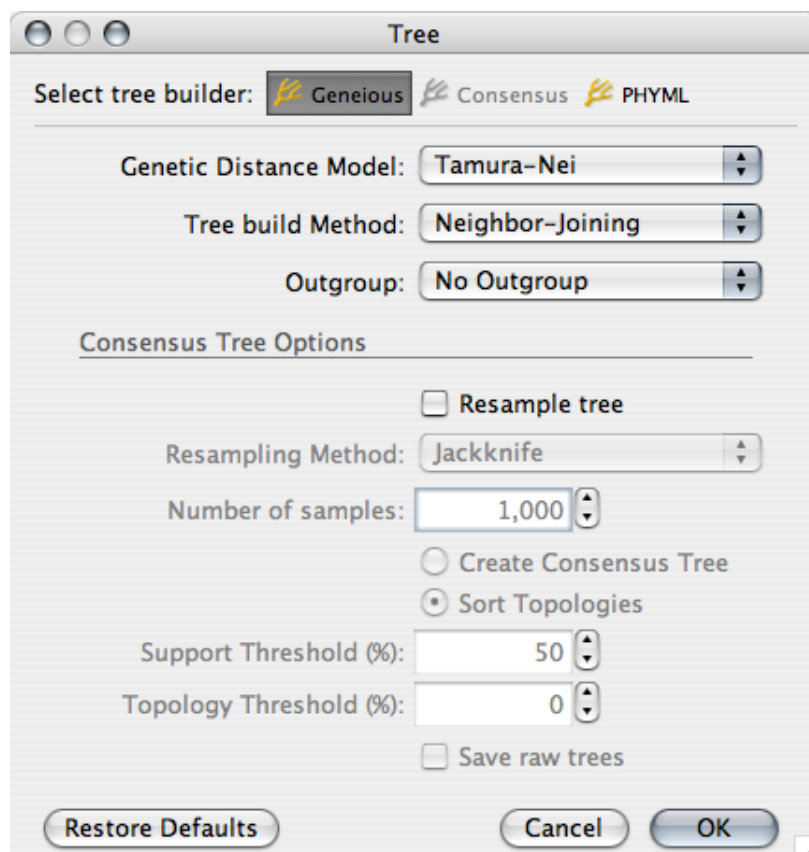 Tree
Select tree builder: Geneious Consensus PHYML
Genetic Distance Model: Tamura-Nei
Tree build Method: Neighbor-Joining
Outgroup: No Outgroup
Consensus Tree Options
Resample tree
Resampling Method: Jackknife
Number of samples: 1,000
Create Consensus Tree
Sort Topologies
Support Threshold (%): 50
Topology Threshold (%): 0
Save raw trees
Restore Defaults Cancel OK